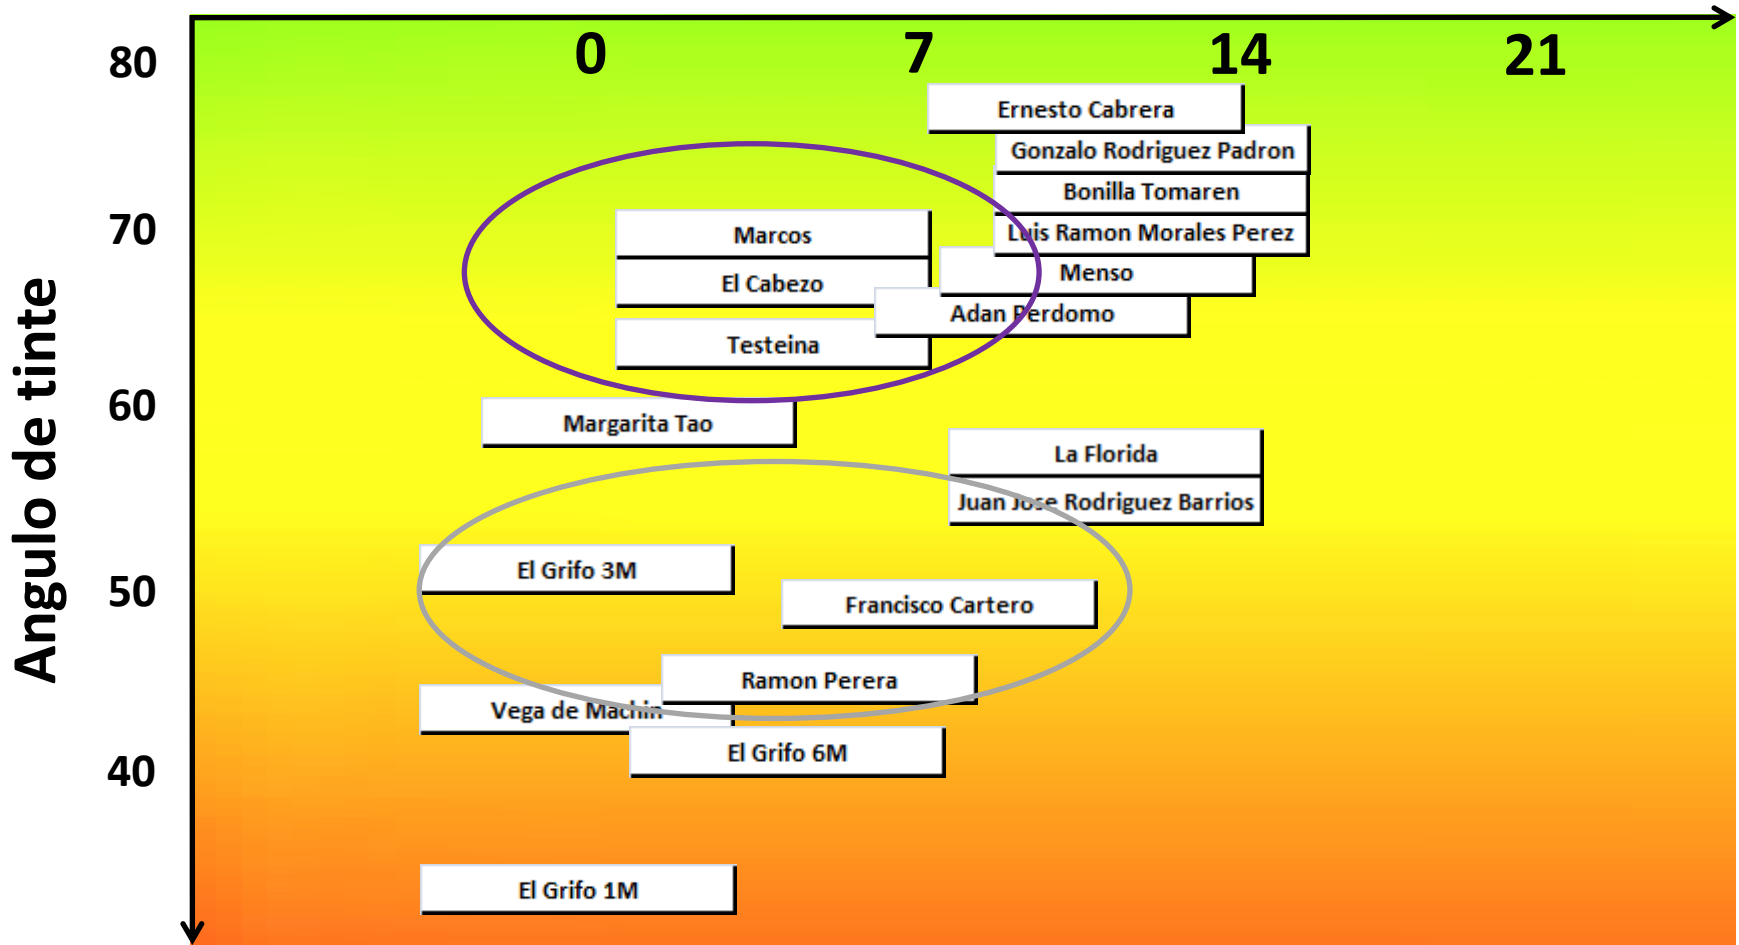 0 7 14 21
80
Ernesto Cabrera
Gonzalo Rodriguez Padron
Bonilla Tomaren
70
Marcos
Luis Ramon Morales Perez
Menso
El Cabezo
Adan Perdomo
Testeina
60
Margarita Tao
La Florida
Juan Jose Rodriguez Barrios
Angulo de tinte
El Grifo 3M
50
Francisco Cartero
Ramon Perera
Vega de Machin
El Grifo 6M
40
El Grifo 1M